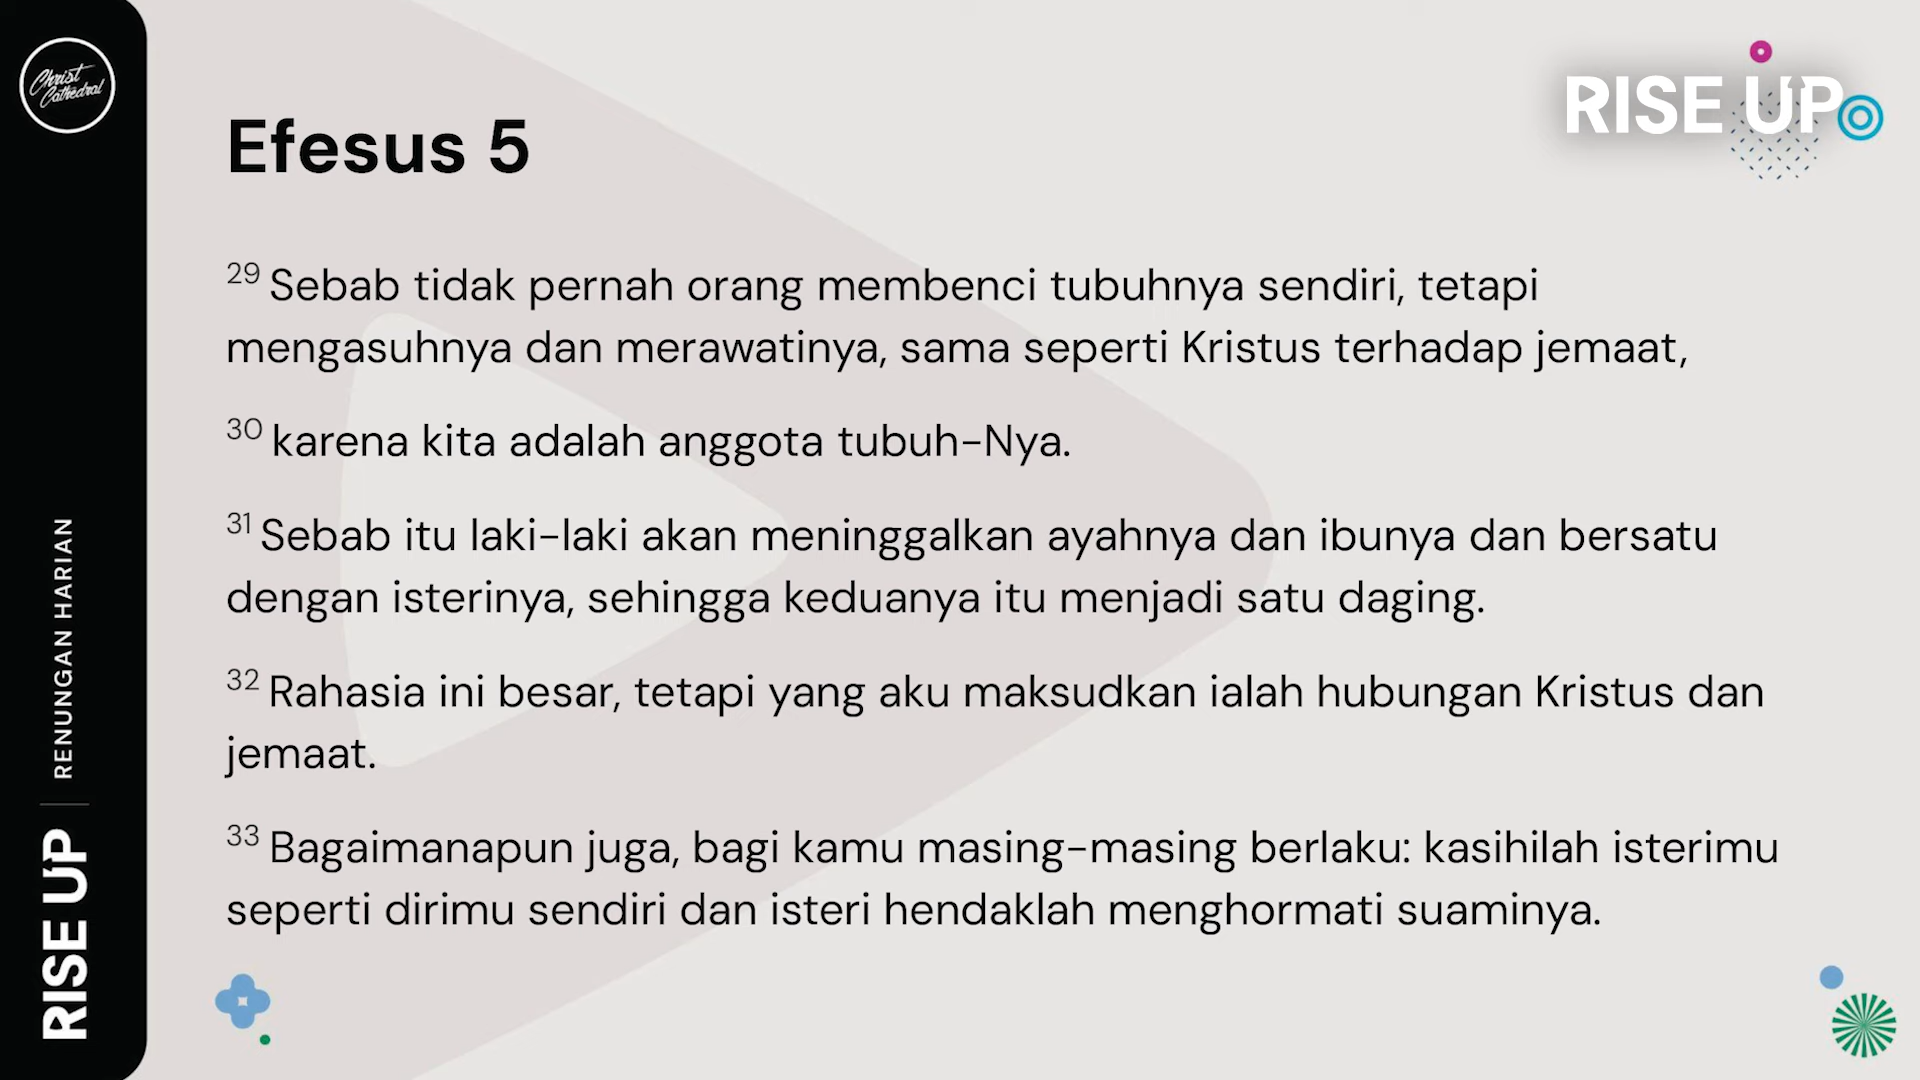 Christ
Cathedral
RISE UP
Efesus 5
29 Sebab tidak pernah orang membenci tubuhnya sendiri, tetapi
mengasuhnya dan merawatinya, sama seperti Kristus terhadap jemaat,
30 karena kita adalah anggota tubuh-Nya.
31 Sebab itu laki-laki akan meninggalkan ayahnya dan ibunya dan bersatu
dengan isterinya, sehingga keduanya itu menjadi satu daging.
32 Rahasia ini besar, tetapi yang aku maksudkan ialah hubungan Kristus dan
jemaat.
33 Bagaimanapun juga, bagi kamu masing-masing berlaku: kasihilah isterimu
seperti dirimu sendiri dan isteri hendaklah menghormati suaminya.
RISE UP | RENUNGAN HARIAN